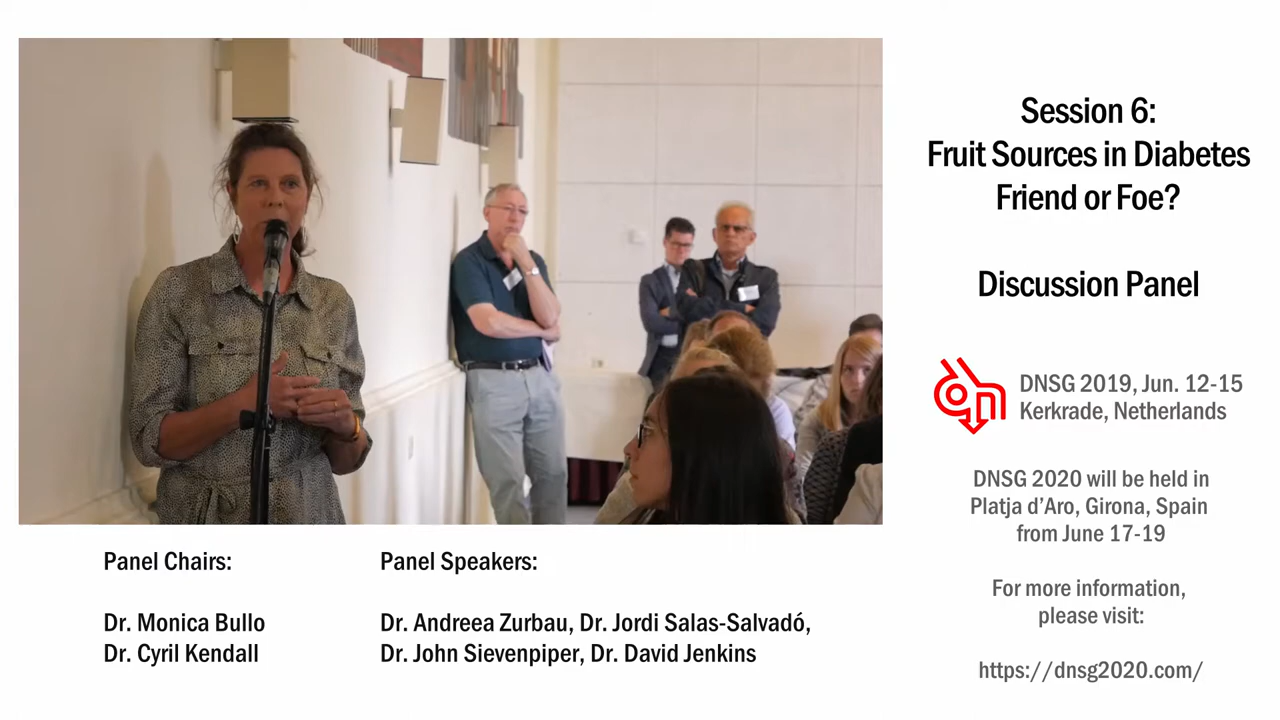 Session 6:
Fruit Sources in Diabetes
Friend or Foe?
Discussion Panel
DNSG 2019, Jun. 12-15
Kerkrade, Netherlands
DNSG 2020 will be held in
Platja d'Aro, Girona, Spain
from June 17-19
For more information,
please visit:
https://dnsg2020.com/
Panel Chairs:
Dr. Monica Bullo
Dr. Cyril Kendall
Panel Speakers:
Dr. Andreea Zurbau, Dr. Jordi Salas-Salvadó,
Dr. John Sievenpiper, Dr. David Jenkins